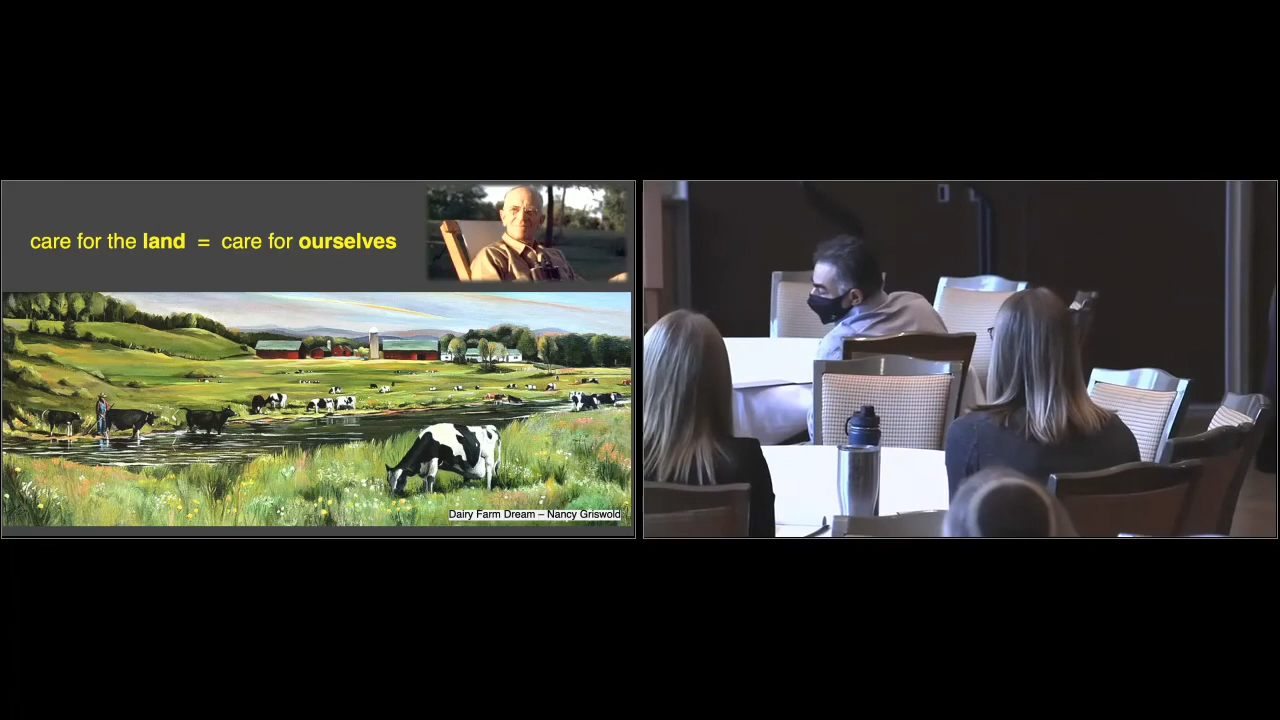 care for the land = care for ourselves
Dairy Farm Dream – Nancy Griswold